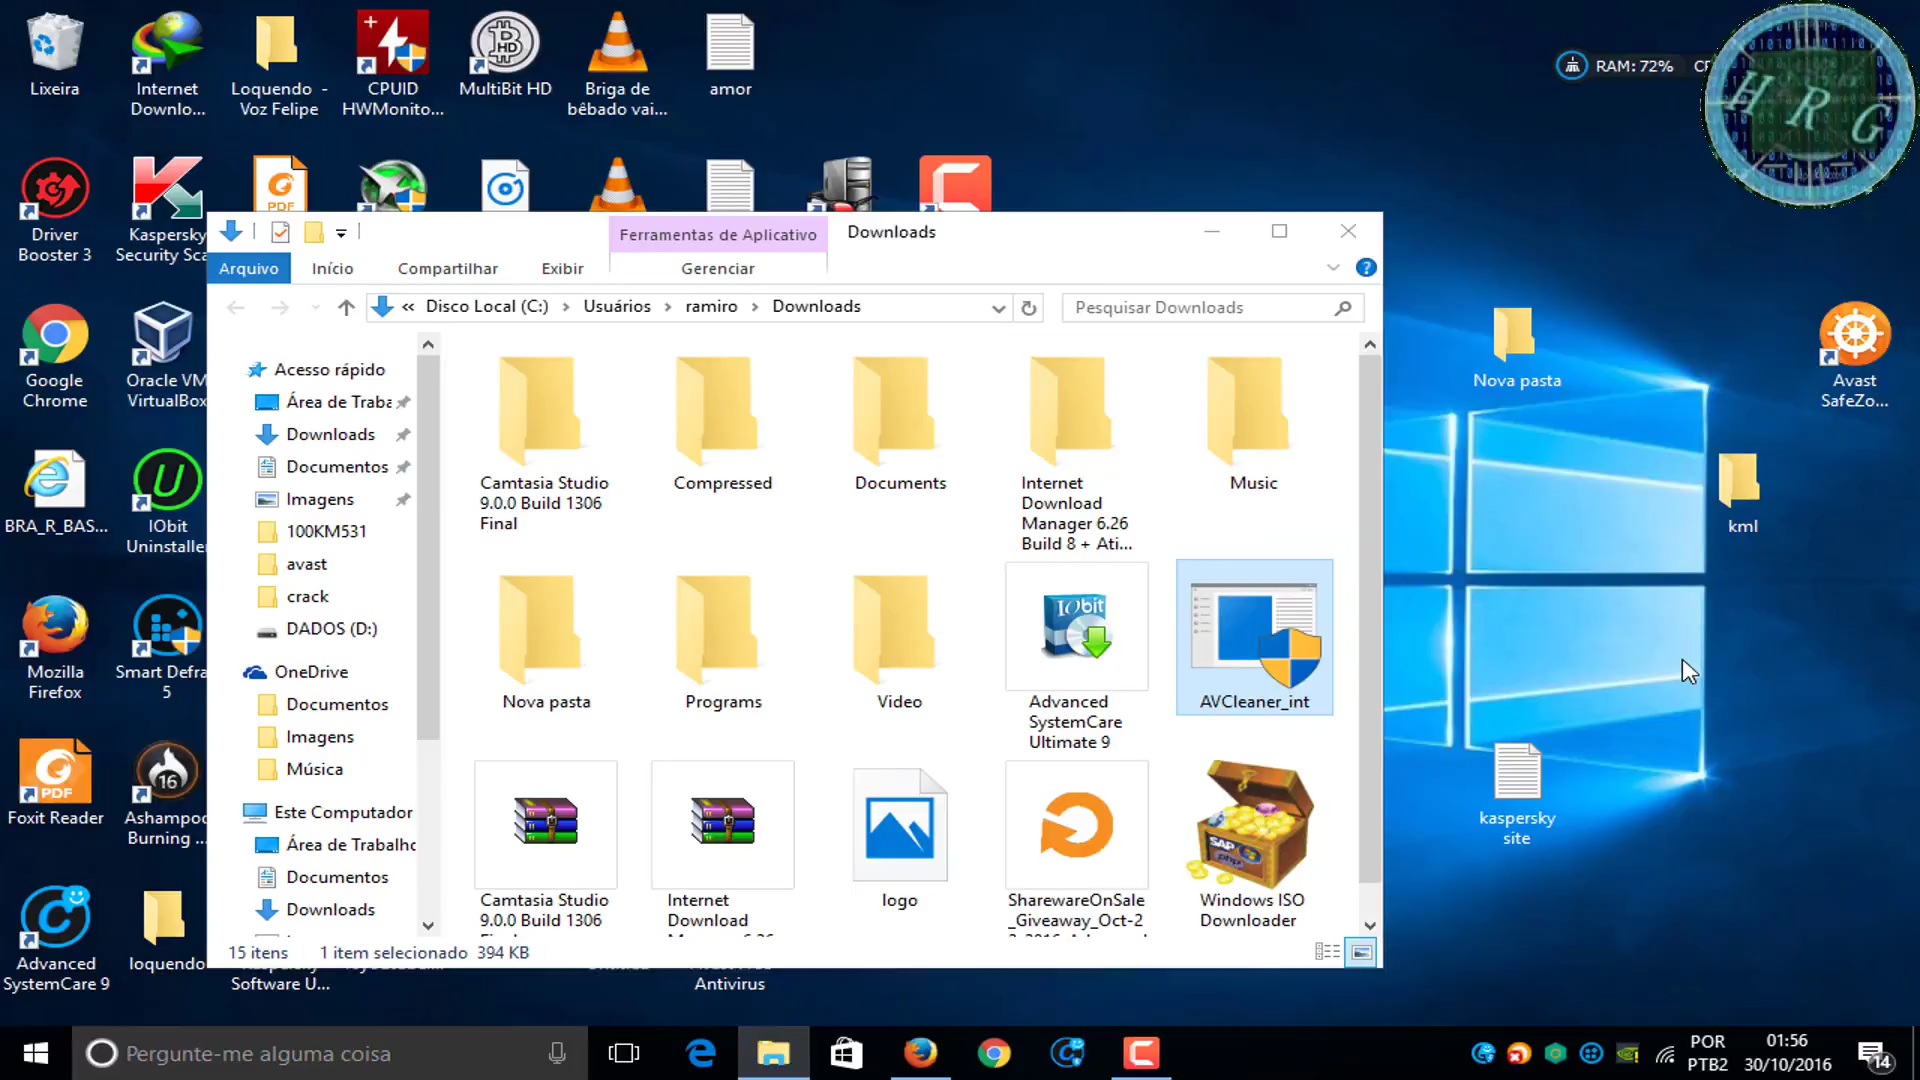 Lixeira
Internet
Downlo...
Loquendo -
Voz Felipe
CPUID
HWMonito...
MultiBit HD
Briga de
bêbado vai...
amor
RAM: 72%
HRG
Driver
Booster 3
Kaspersky
Security Sca
PDF
Ferramentas de Aplicativo
Downloads
Arquivo
Início
Compartilhar
Exibir
Gerenciar
« Disco Local (C:) > Usuários > ramiro > Downloads
Pesquisar Downloads
Google
Chrome
Oracle VM
VirtualBox
Nova pasta
Avast
SafeZo...
BRA_R_BAS...
IObit
Uninstaller
kml
Mozilla
Firefox
Smart Defra
5
Foxit Reader
PDF
Ashampoo
Burning ...
16
kaspersky
site
Advanced
SystemCare 9
loquendo
Acesso rápido
Área de Traba
Downloads
Documentos
Imagens
100KM531
avast
crack
DADOS (D:)
OneDrive
Documentos
Imagens
Música
Este Computador
Área de Trabalho
Documentos
Downloads
Camtasia Studio
9.0.0 Build 1306
Final
Compressed
Documents
Internet
Download
Manager 6.26
Build 8 + Ati...
Music
Nova pasta
Programs
Video
IObit
Advanced
SystemCare
Ultimate 9
AVCleaner_int
Camtasia Studio
9.0.0 Build 1306
Internet
Download
logo
SharewareOnSale
_Giveaway_Oct-2
SAP
php
Windows ISO
Downloader
15 itens
1 item selecionado 394 KB
Software U...
Antivirus
Pergunte-me alguma coisa
POR
PTB2
01:56
30/10/2016
14